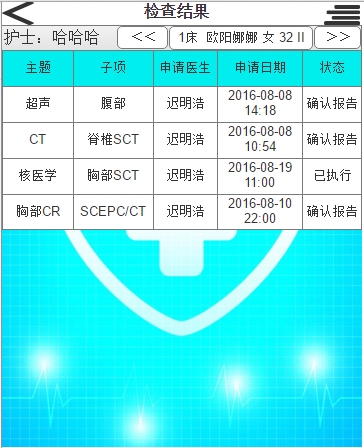 检查结果
护士：哈哈哈 << 1床 欧阳娜娜 女 32 II >>
主题 子项 申请医生 申请日期 状态
超声 腹部 迟明浩 2016-08-08 14:18 确认报告
CT 脊椎SCT 迟明浩 2016-08-08 10:54 确认报告
核医学 胸部SCT 迟明浩 2016-08-19 11:00 已执行
胸部CR SCEPC/CT 迟明浩 2016-08-10 22:00 确认报告